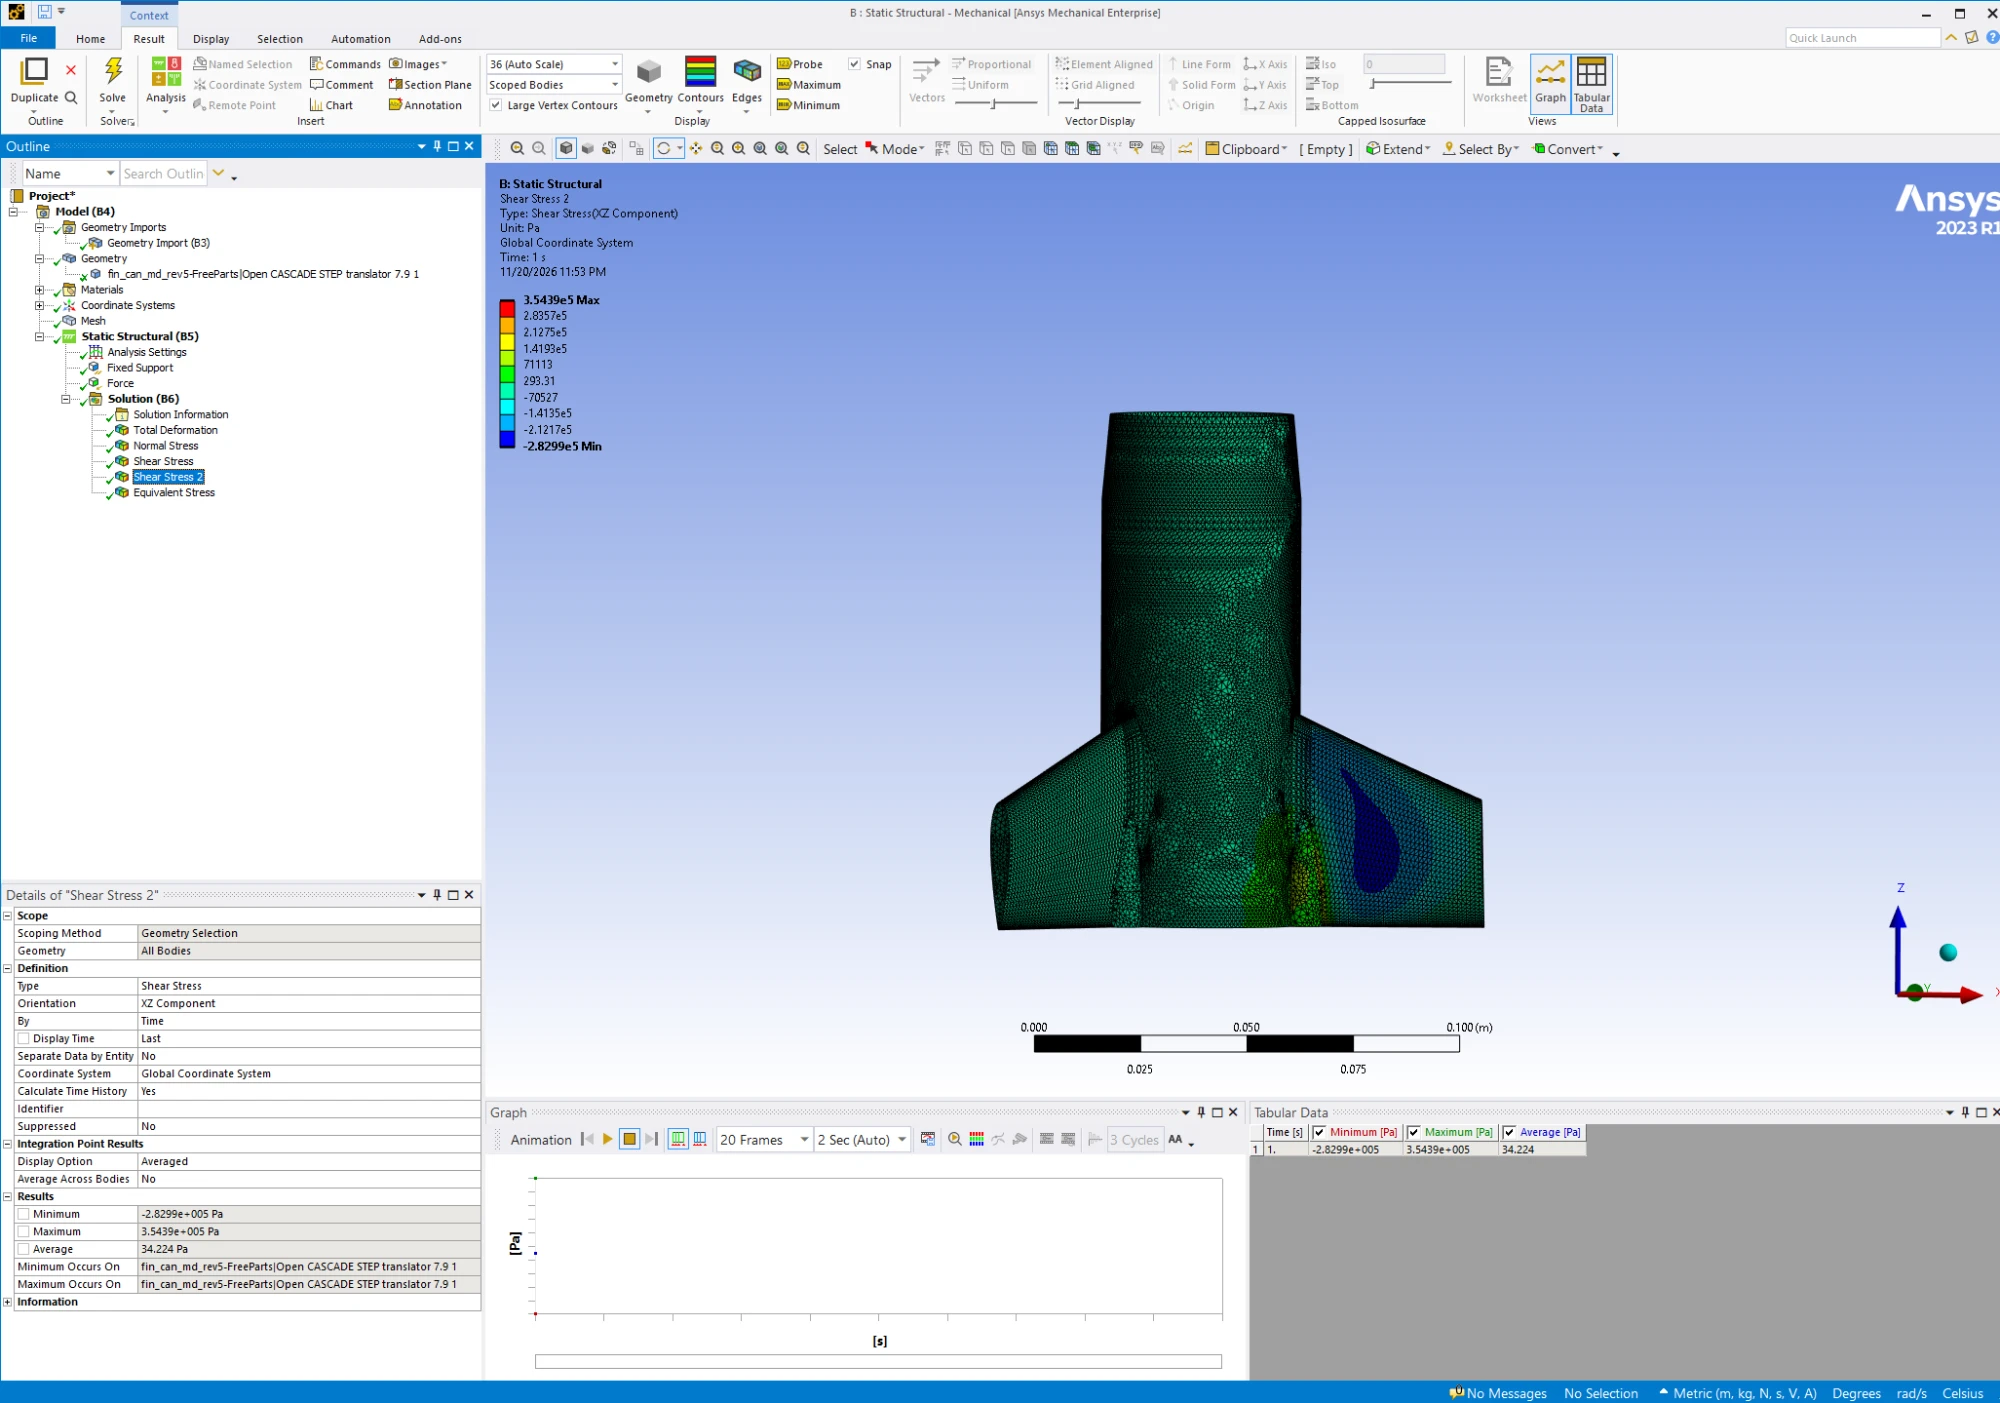 Context
B : Static Structural - Mechanical [Ansys Mechanical Enterprise]
File Home Result Display Selection Automation Add-ons
Quick Launch
Duplicate
Outline
Solve
Solver
Analysis
Named Selection
Coordinate System
Remote Point
Commands
Comment
Chart
Images
Section Plane
Annotation
Insert
36 (Auto Scale)
Scoped Bodies
Large Vertex Contours
Geometry
Contours
Edges
Display
Probe
Maximum
Minimum
Snap
Vectors
Proportional
Uniform
Element Aligned
Grid Aligned
Line Form
Solid Form
Origin
X Axis
Y Axis
Z Axis
Vector Display
Iso
Top
Bottom
0
Capped Isosurface
Worksheet
Graph
Tabular Data
Views
Outline
Name
Search Outlin
Select Mode Clipboard [ Empty ] Extend Select By Convert
Project*
Model (B4)
Geometry Imports
Geometry Import (B3)
Geometry
fin_can_md_rev5-FreeParts|Open CASCADE STEP translator 7.9 1
Materials
Coordinate Systems
Mesh
Static Structural (B5)
Analysis Settings
Fixed Support
Force
Solution (B6)
Solution Information
Total Deformation
Normal Stress
Shear Stress
Shear Stress 2
Equivalent Stress
B: Static Structural
Shear Stress 2
Type: Shear Stress(XZ Component)
Unit: Pa
Global Coordinate System
Time: 1 s
11/20/2026 11:53 PM
3.5439e5 Max
2.8357e5
2.1275e5
1.4193e5
71113
293.31
-70527
-1.4135e5
-2.1217e5
-2.8299e5 Min
Ansys
2023 R1
Z
Y
X
0.000 0.050 0.100 (m)
0.025 0.075
Details of "Shear Stress 2"
Scope
Scoping Method Geometry Selection
Geometry All Bodies
Definition
Type Shear Stress
Orientation XZ Component
By Time
Display Time Last
Separate Data by Entity No
Coordinate System Global Coordinate System
Calculate Time History Yes
Identifier
Suppressed No
Integration Point Results
Display Option Averaged
Average Across Bodies No
Results
Minimum -2.8299e+005 Pa
Maximum 3.5439e+005 Pa
Average 34.224 Pa
Minimum Occurs On fin_can_md_rev5-FreeParts|Open CASCADE STEP translator 7.9 1
Maximum Occurs On fin_can_md_rev5-FreeParts|Open CASCADE STEP translator 7.9 1
Information
Graph
Animation 20 Frames 2 Sec (Auto) 3 Cycles AA
[Pa]
[s]
Tabular Data
Time [s] Minimum [Pa] Maximum [Pa] Average [Pa]
1 1. -2.8299e+005 3.5439e+005 34.224
No Messages No Selection Metric (m, kg, N, s, V, A) Degrees rad/s Celsius